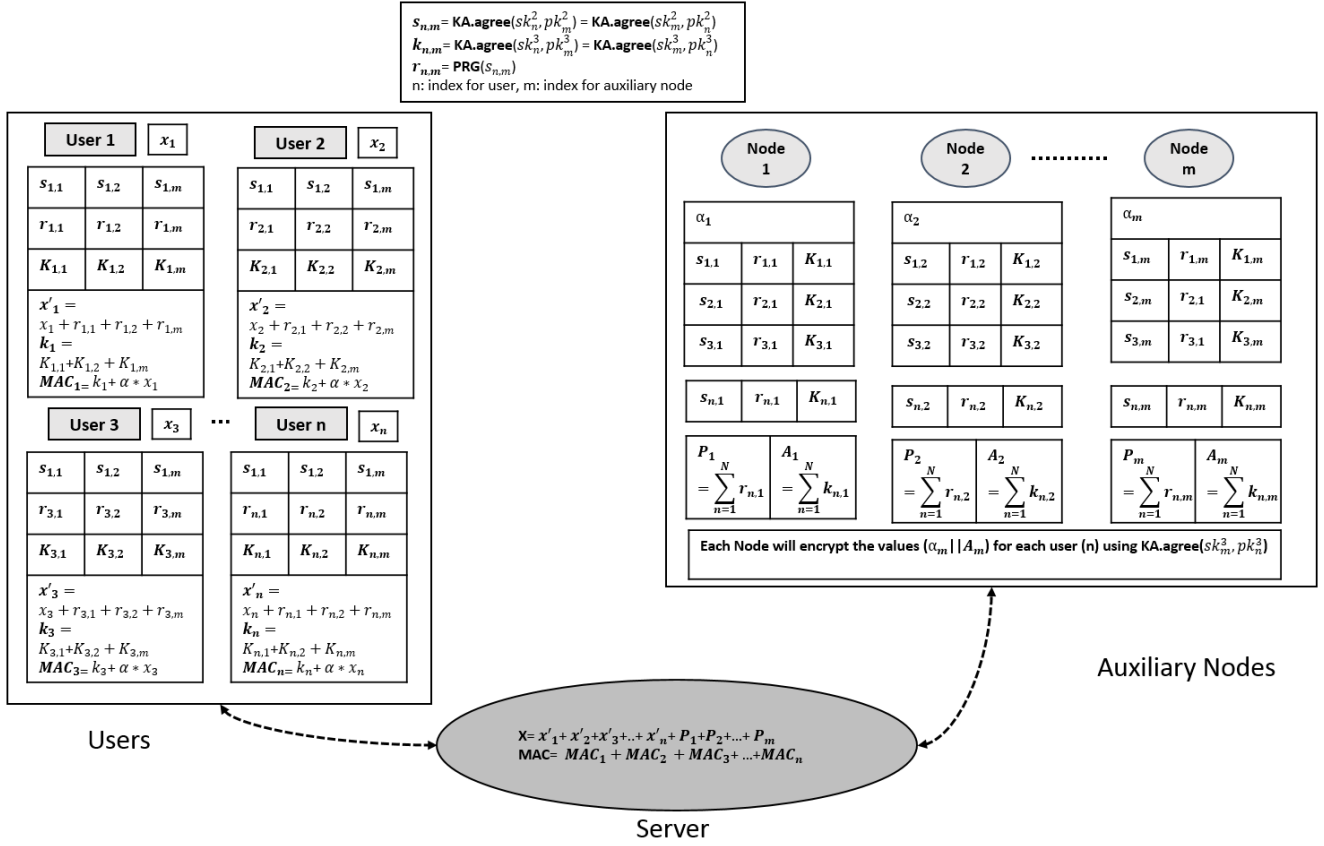 s_{n,m}= KA.agree(sk_n^2, pk_m^2) = KA.agree(sk_m^2, pk_n^2)
k_{n,m}= KA.agree(sk_n^3, pk_m^3) = KA.agree(sk_m^3, pk_n^3)
r_{n,m}= PRG(s_{n,m})
n: index for user, m: index for auxiliary node
User 1 x_1
s_{1,1} s_{1,2} s_{1,m}
r_{1,1} r_{1,2} r_{1,m}
K_{1,1} K_{1,2} K_{1,m}
x'_1 =
x_1 + r_{1,1} + r_{1,2} + r_{1,m}
k_1 =
K_{1,1}+K_{1,2} + K_{1,m}
MAC_{1=} k_1+ α * x_1
User 2 x_2
s_{1,1} s_{1,2} s_{1,m}
r_{2,1} r_{2,2} r_{2,m}
K_{2,1} K_{2,2} K_{2,m}
x'_2 =
x_2 + r_{2,1} + r_{2,2} + r_{2,m}
k_2 =
K_{2,1}+K_{2,2} + K_{2,m}
MAC_{2=} k_2+ α * x_2
User 3 x_3 ...
s_{1,1} s_{1,2} s_{1,m}
r_{3,1} r_{3,2} r_{3,m}
K_{3,1} K_{3,2} K_{3,m}
x'_3 =
x_3 + r_{3,1} + r_{3,2} + r_{3,m}
k_3 =
K_{3,1}+K_{3,2} + K_{3,m}
MAC_{3=} k_3+ α * x_3
User n x_n
s_{1,1} s_{1,2} s_{1,m}
r_{n,1} r_{n,2} r_{n,m}
K_{n,1} K_{n,2} K_{n,m}
x'_n =
x_n + r_{n,1} + r_{n,2} + r_{n,m}
k_n =
K_{n,1}+K_{n,2} + K_{n,m}
MAC_{n=} k_n+ α * x_n
Users
Node
1
α_1
s_{1,1} r_{1,1} K_{1,1}
s_{2,1} r_{2,1} K_{2,1}
s_{3,1} r_{3,1} K_{3,1}
s_{n,1} r_{n,1} K_{n,1}
P_1 = ∑_{n=1}^{N} r_{n,1}
A_1 = ∑_{n=1}^{N} k_{n,1}
Node
2
α_2
s_{1,2} r_{1,2} K_{1,2}
s_{2,2} r_{2,2} K_{2,2}
s_{3,2} r_{3,2} K_{3,2}
s_{n,2} r_{n,2} K_{n,2}
P_2 = ∑_{n=1}^{N} r_{n,2}
A_2 = ∑_{n=1}^{N} k_{n,2}
...........
Node
m
α_m
s_{1,m} r_{1,m} K_{1,m}
s_{2,m} r_{2,1} K_{2,m}
s_{3,m} r_{3,1} K_{3,m}
s_{n,m} r_{n,m} K_{n,m}
P_m = ∑_{n=1}^{N} r_{n,m}
A_m = ∑_{n=1}^{N} k_{n,m}
Each Node will encrypt the values (α_m||A_m) for each user (n) using KA.agree(sk_m^3, pk_n^3)
Auxiliary Nodes
X= x'_1+ x'_2+x'_3+..+ x'_n + P_1+P_2+...+ P_m
MAC= MAC_1 + MAC_2 + MAC_3+ ...+MAC_n
Server